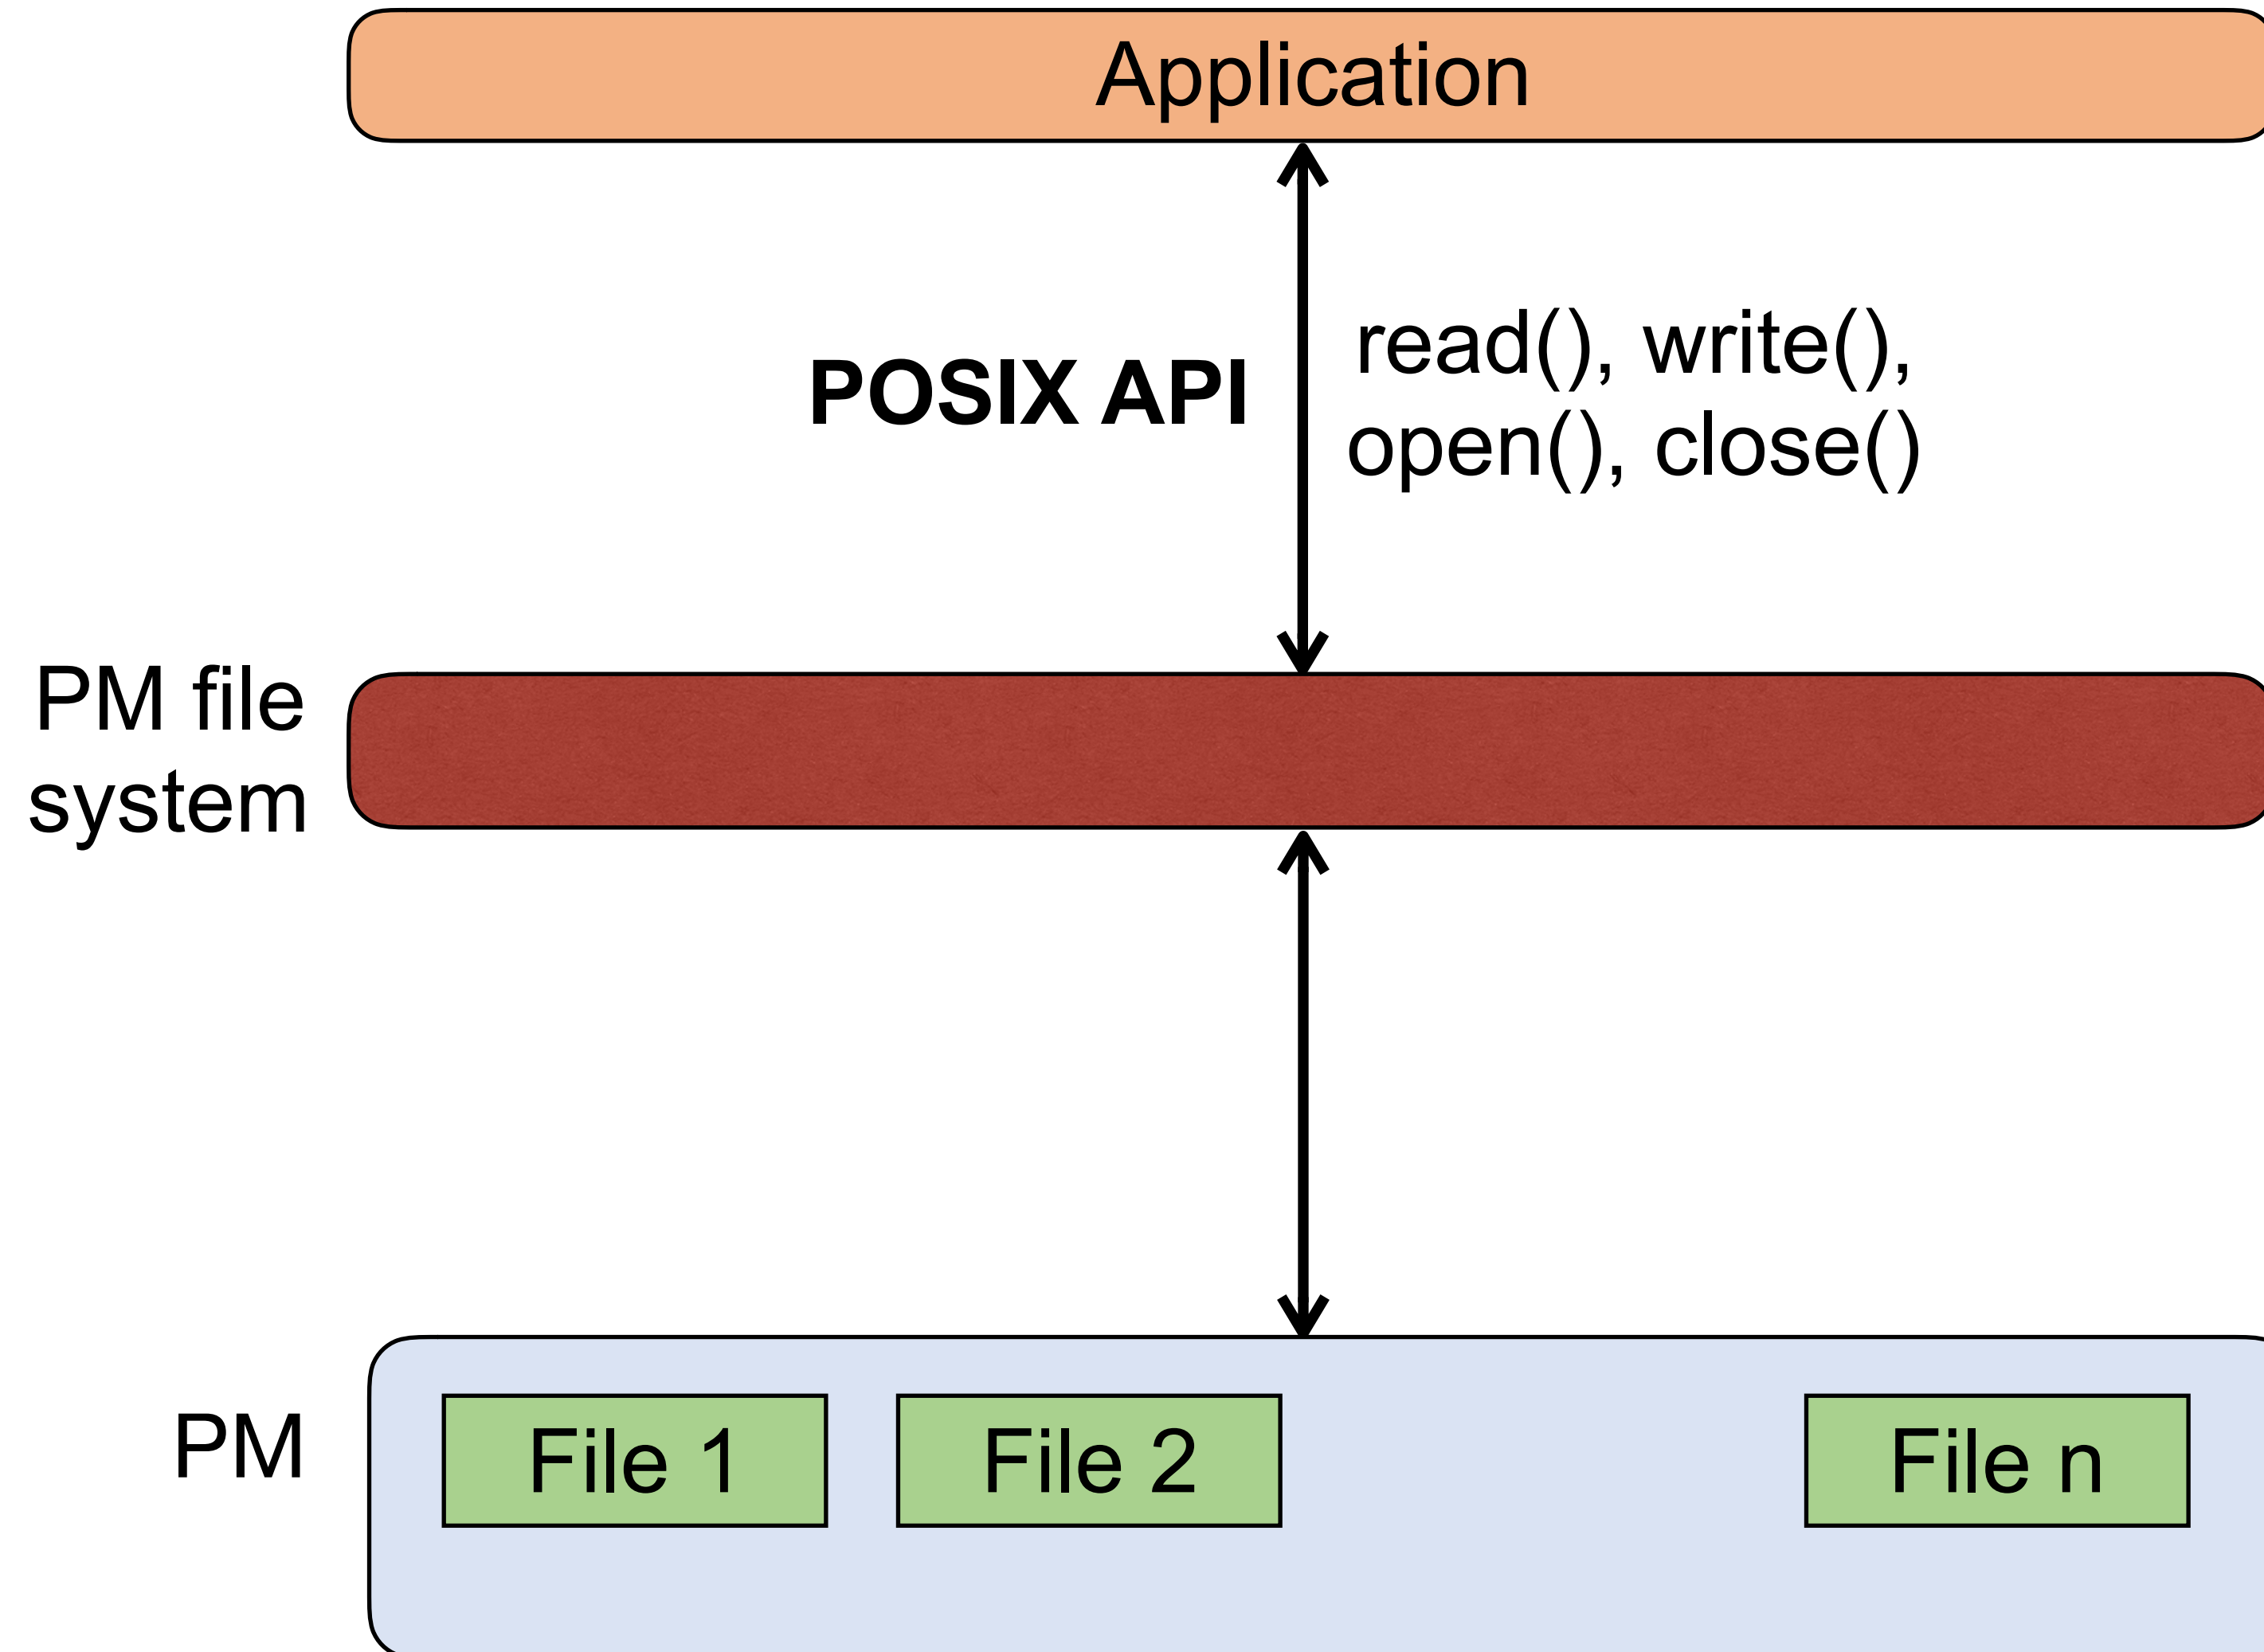 Application
read(), write(),
POSIX API
open(), close()
PM file
system
PM
File 1
File 2
File n